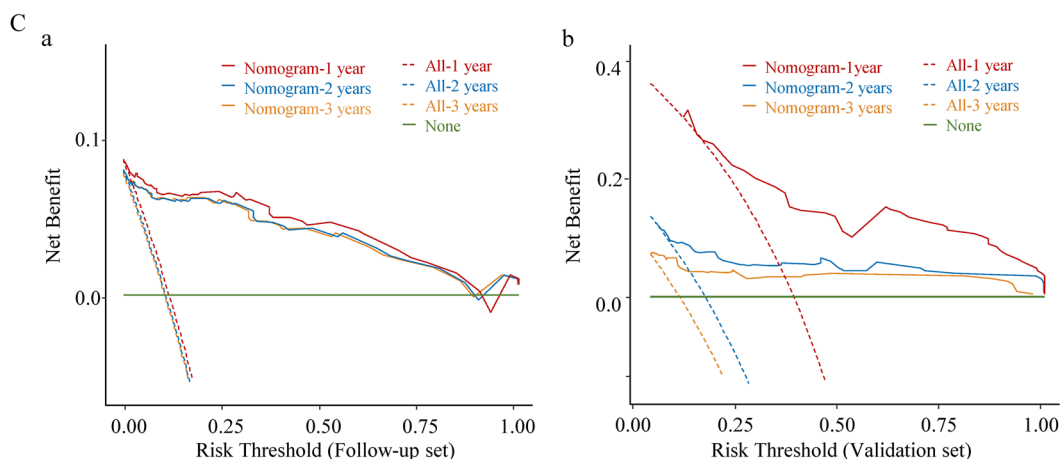 C
a
Nomogram-1 year
Nomogram-2 years
Nomogram-3 years
All-1 year
All-2 years
All-3 years
None
Net Benefit
0.1
0.0
0.00 0.25 0.50 0.75 1.00
Risk Threshold (Follow-up set)
b
Nomogram-1year
Nomogram-2 years
Nomogram-3 years
All-1 year
All-2 years
All-3 years
None
Net Benefit
0.4
0.2
0.0
0.00 0.25 0.50 0.75 1.00
Risk Threshold (Validation set)